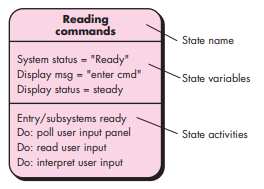 Reading
commands
State name
System status = "Ready"
Display msg = "enter cmd"
Display status = steady
State variables
Entry/subsystems ready
Do: poll user input panel
Do: read user input
Do: interpret user input
State activities